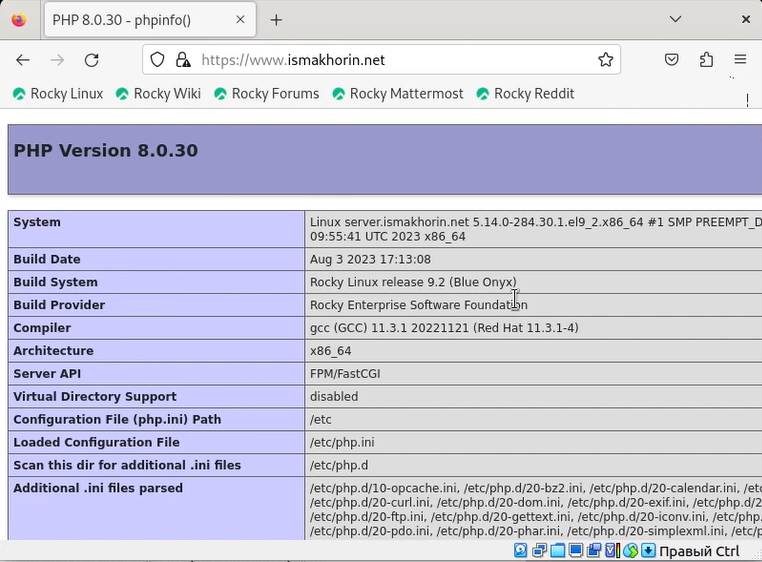 PHP 8.0.30 - phpinfo()
https://www.ismakhorin.net
Rocky Linux Rocky Wiki Rocky Forums Rocky Mattermost Rocky Reddit
PHP Version 8.0.30
System Linux server.ismakhorin.net 5.14.0-284.30.1.el9_2.x86_64 #1 SMP PREEMPT_D
09:55:41 UTC 2023 x86_64
Build Date Aug 3 2023 17:13:08
Build System Rocky Linux release 9.2 (Blue Onyx)
Build Provider Rocky Enterprise Software Foundation
Compiler gcc (GCC) 11.3.1 20221121 (Red Hat 11.3.1-4)
Architecture x86_64
Server API FPM/FastCGI
Virtual Directory Support disabled
Configuration File (php.ini) Path /etc
Loaded Configuration File /etc/php.ini
Scan this dir for additional .ini files /etc/php.d
Additional .ini files parsed /etc/php.d/10-opcache.ini, /etc/php.d/20-bz2.ini, /etc/php.d/20-calendar.ini, /etc
/etc/php.d/20-curl.ini, /etc/php.d/20-dom.ini, /etc/php.d/20-exif.ini, /etc/php.d/2
/etc/php.d/20-ftp.ini, /etc/php.d/20-gettext.ini, /etc/php.d/20-iconv.ini, /etc/php.
/etc/php.d/20-pdo.ini, /etc/php.d/20-phar.ini, /etc/php.d/20-simplexml.ini, /etc/p
Правый Ctrl